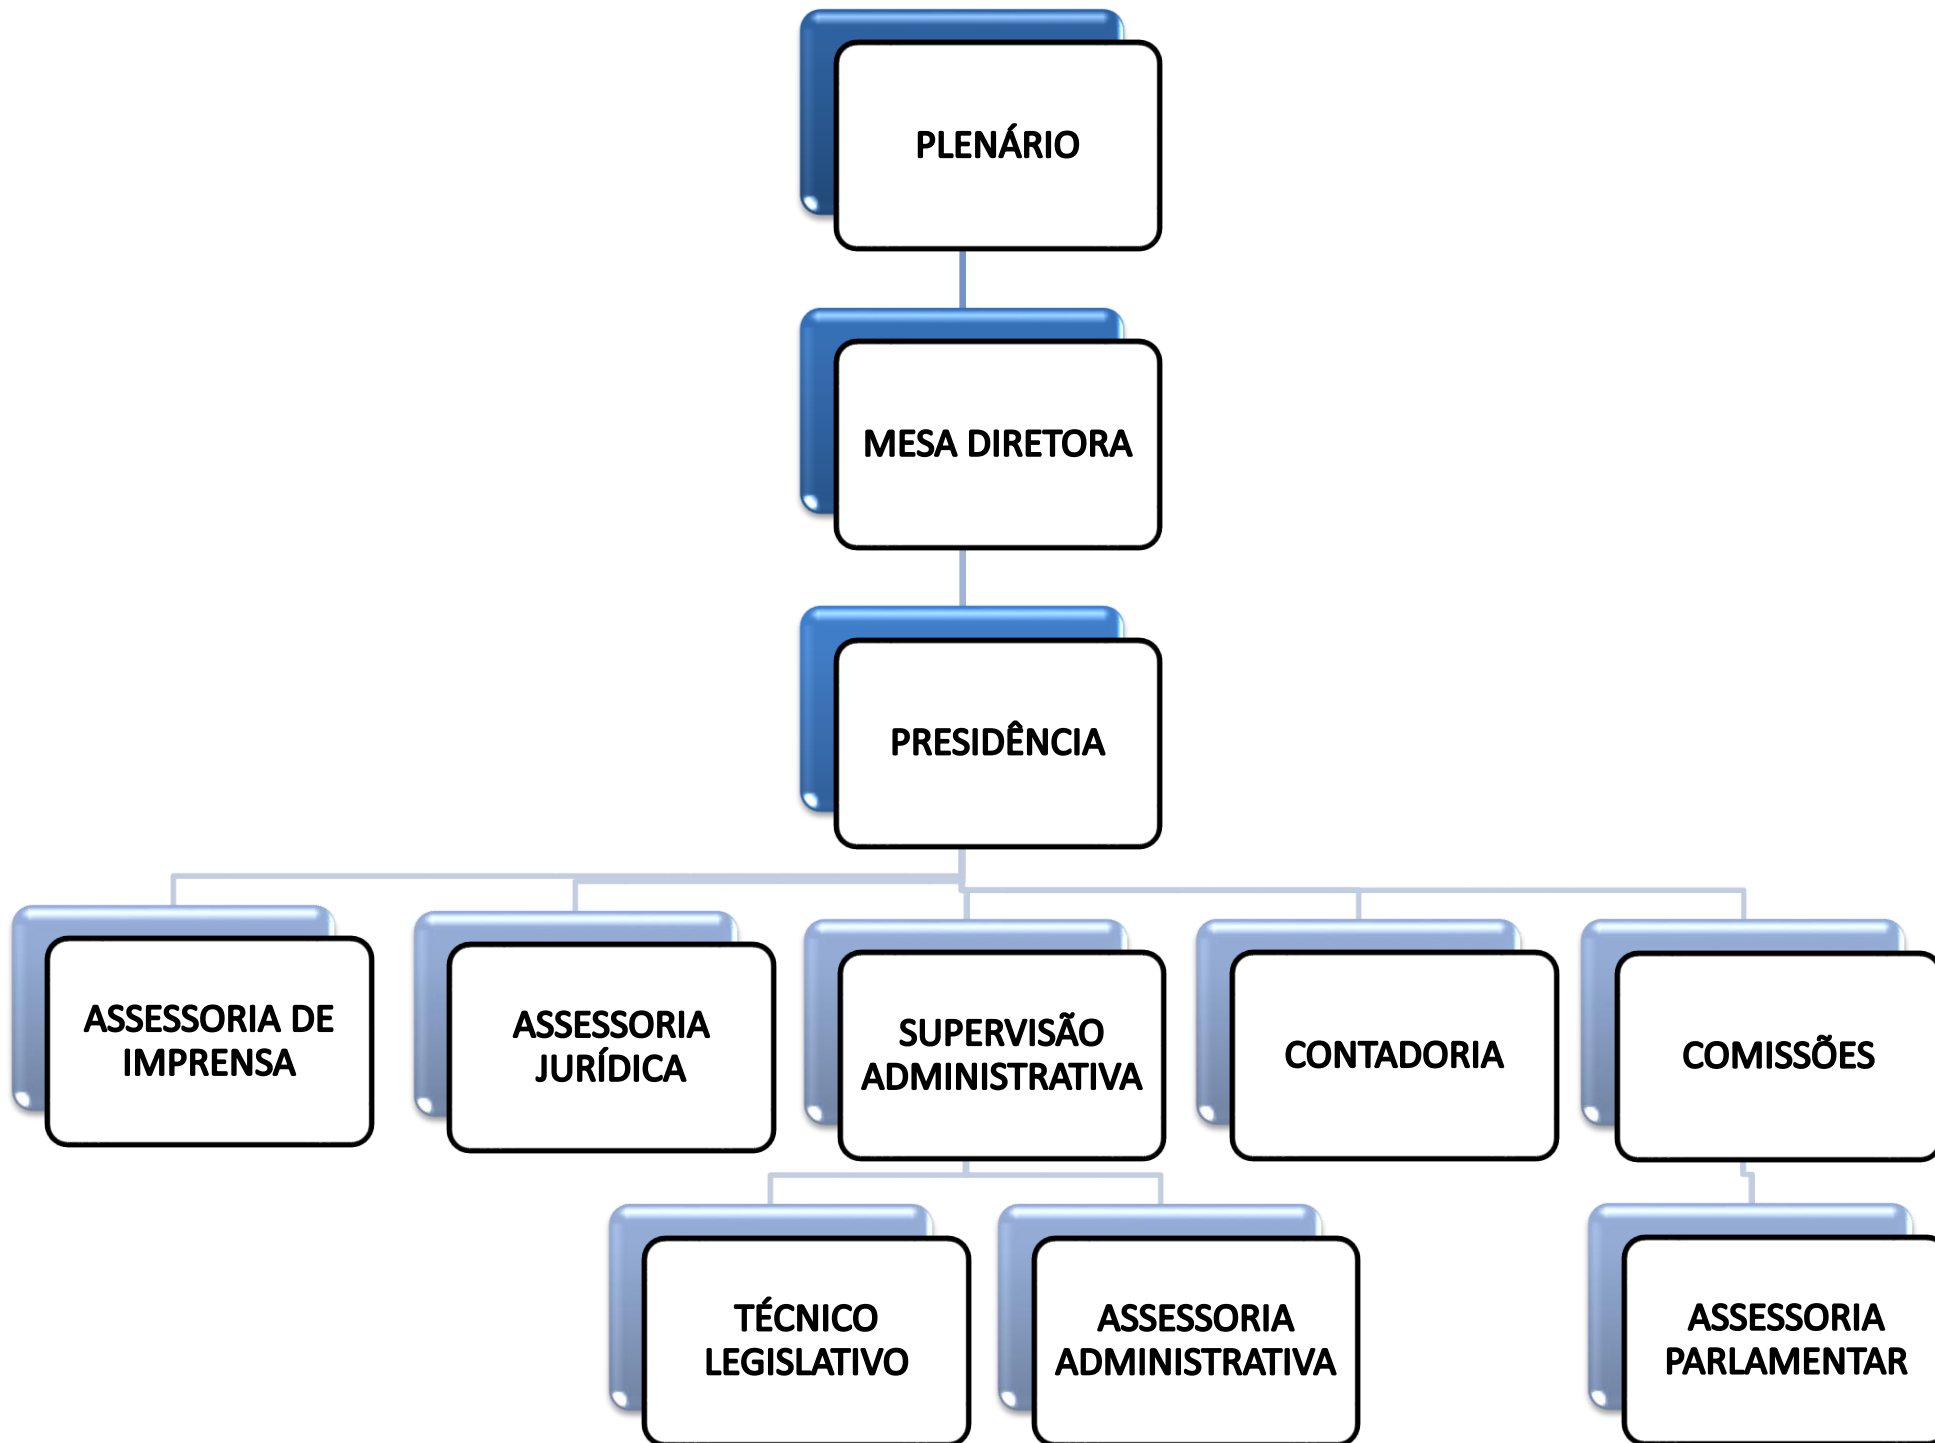 PLENÁRIO
MESA DIRETORA
PRESIDÊNCIA
ASSESSORIA DE
IMPRENSA
ASSESSORIA
JURÍDICA
SUPERVISÃO
ADMINISTRATIVA
CONTADORIA
COMISSÕES
TÉCNICO
LEGISLATIVO
ASSESSORIA
ADMINISTRATIVA
ASSESSORIA
PARLAMENTAR